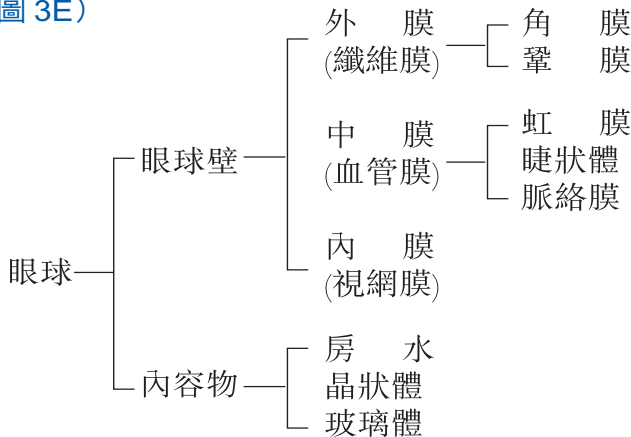 圖 3E)
外 膜
(纖維膜)
角 膜
鞏 膜
中 膜
(血管膜)
虹 膜
睫狀體
脈絡膜
眼球壁
內 膜
(視網膜)
眼球
內容物
房 水
晶狀體
玻璃體